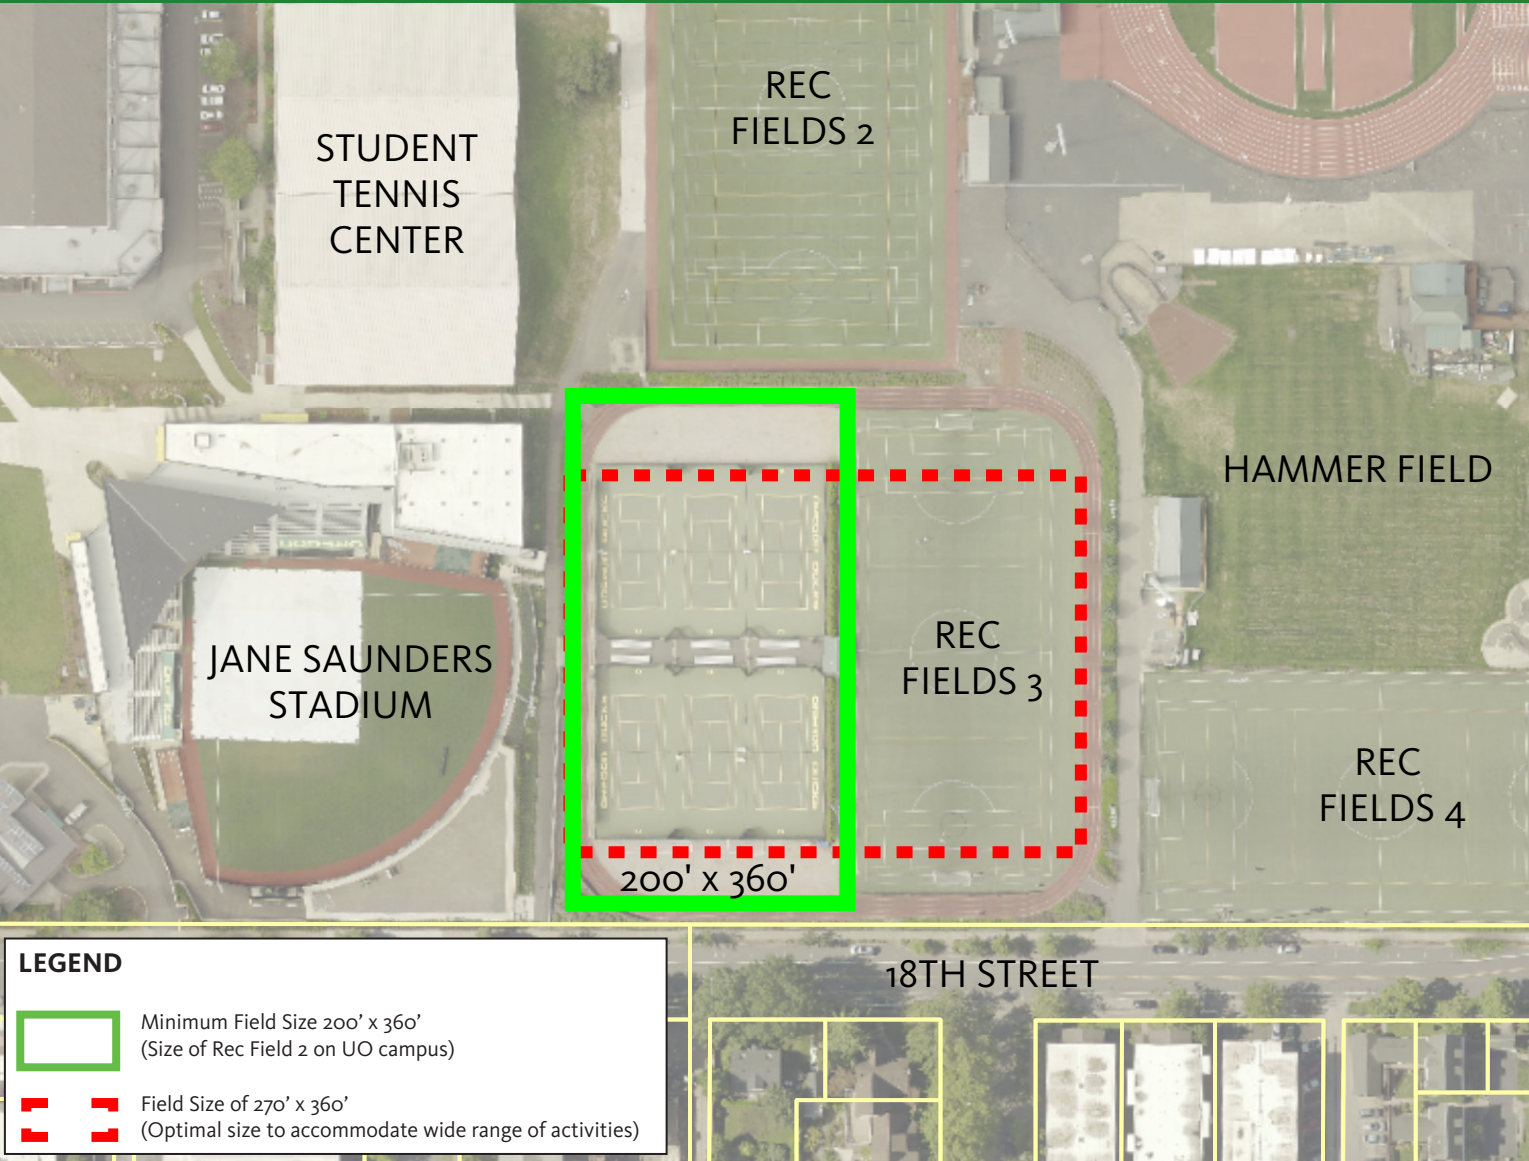 REC
FIELDS 2
STUDENT
TENNIS
CENTER
HAMMER FIELD
REC
FIELDS 3
JANE SAUNDERS
STADIUM
REC
FIELDS 4
200' x 360'
18TH STREET
LEGEND
Minimum Field Size 200’ x 360’
(Size of Rec Field 2 on UO campus)
Field Size of 270’ x 360’
(Optimal size to accommodate wide range of activities)